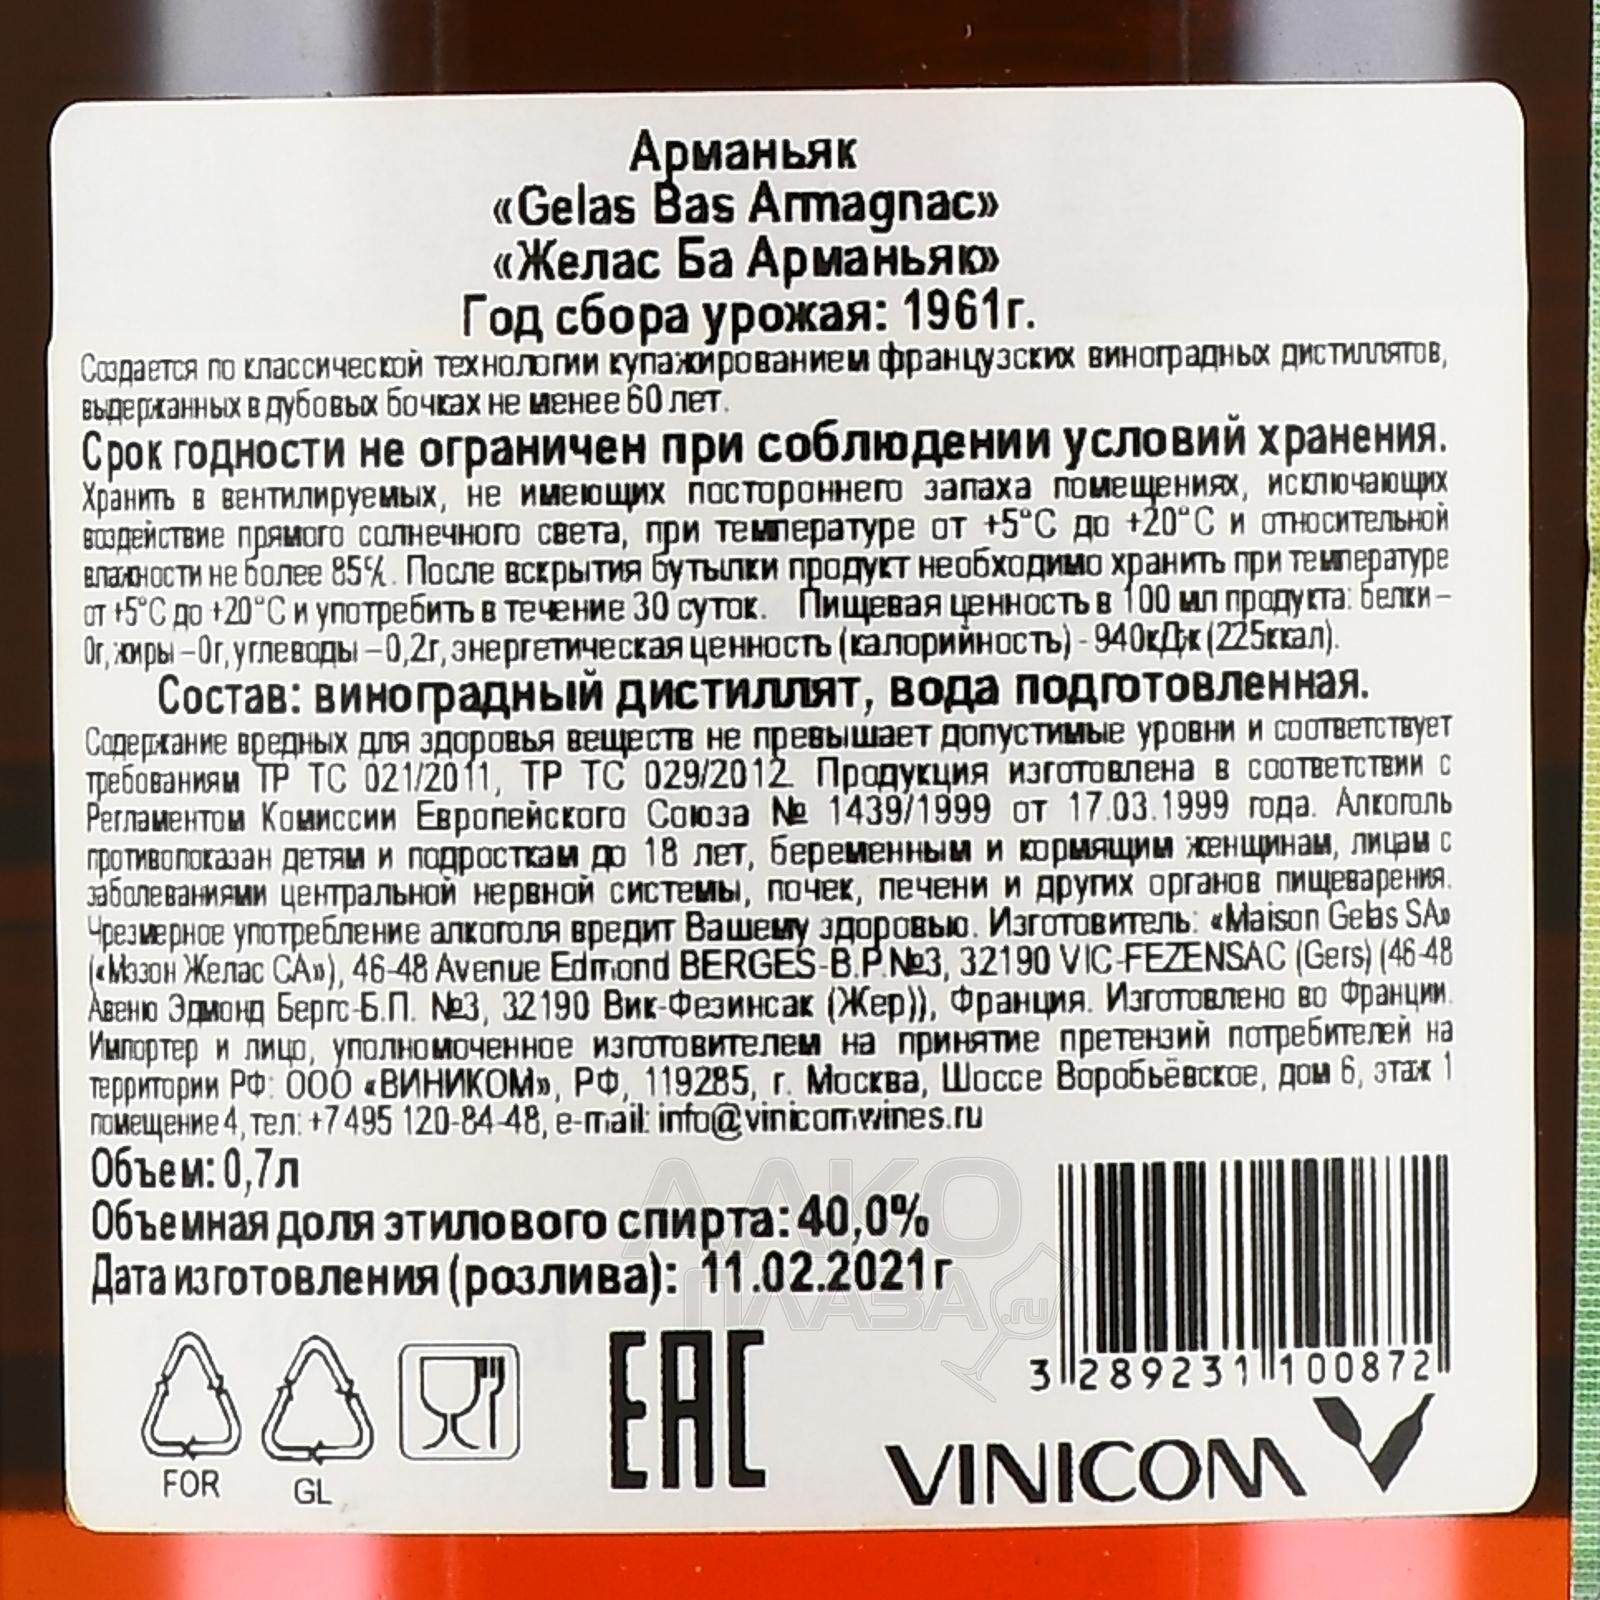 Арманьяк
«Gelas Bas Armagnac»
«Желас Ба Арманьяк»
Год сбора урожая: 1961г.
Создается по классической технологии купажированием французских виноградных дистиллятов,
выдержанных в дубовых бочках не менее 60 лет.
Срок годности не ограничен при соблюдении условий хранения.
Хранить в вентилируемых, не имеющих постороннего запаха помещениях, исключающих
воздействие прямого солнечного света, при температуре от +5°С до +20°С и относительной
влажности не более 85%. После вскрытия бутылки продукт необходимо хранить при температуре
от +5°С до +20°С и употребить в течение 30 суток. Пищевая ценность в 100 мл продукта: белки –
0г, жиры – 0г, углеводы – 0,2г, энергетическая ценность (калорийность) - 940кДж (225ккал).
Состав: виноградный дистиллят, вода подготовленная.
Содержание вредных для здоровья веществ не превышает допустимые уровни и соответствует
требованиям ТР ТС 021/2011, ТР ТС 029/2012. Продукция изготовлена в соответствии с
Регламентом Комиссии Европейского Союза № 1439/1999 от 17.03.1999 года. Алкоголь
противопоказан детям и подросткам до 18 лет, беременным и кормящим женщинам, лицам с
заболеваниями центральной нервной системы, почек, печени и других органов пищеварения.
Чрезмерное употребление алкоголя вредит Вашему здоровью. Изготовитель: «Maison Gelas SA»
(«Мэзон Желас СА»), 46-48 Avenue Edmond BERGES-B.P.№3, 32190 VIC-FEZENSAC (Gers) (46-48
Авеню Эдмонд Бергс-Б.П. №3, 32190 Вик-Фезинсак (Жер)), Франция. Изготовлено во Франции.
Импортер и лицо, уполномоченное изготовителем на принятие претензий потребителей на
территории РФ: ООО «ВИНИКОМ», РФ, 119285, г. Москва, Шоссе Воробьёвское, дом 6, этаж 1
помещение 4, тел: +7 495 120-84-48, e-mail: info@vinicomwines.ru
Объем: 0,7л
Объемная доля этилового спирта: 40,0%
Дата изготовления (розлива): 11.02.2021г
АЛКО
ПЛАЗА.ru
3 289231 100872
FOR
GL
EAC
VINICOM